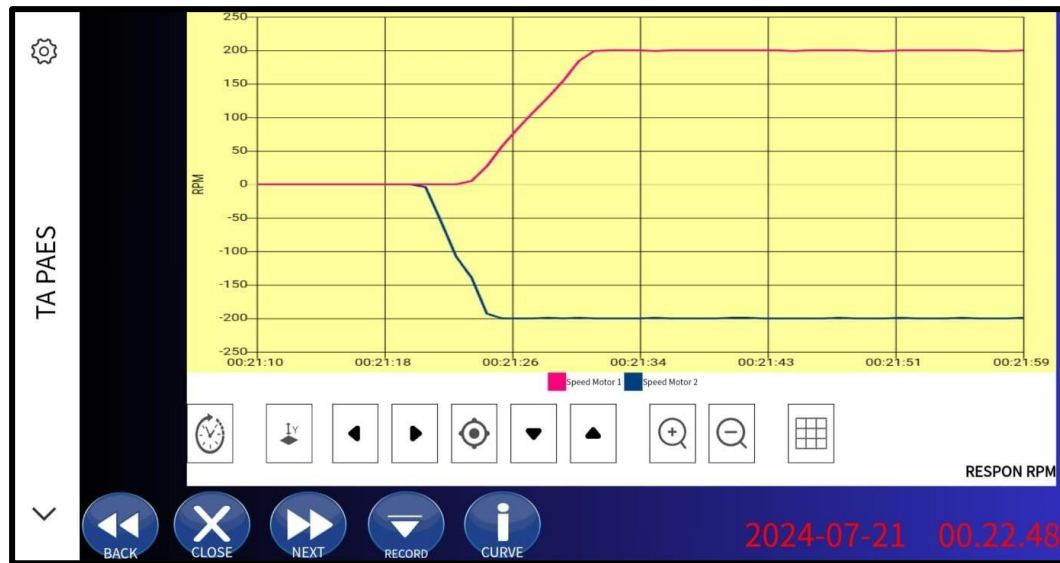 TA PAES
RPM
250
200
150
100
50
0
-50
-100
-150
-200
-250
00:21:10 00:21:18 00:21:26 00:21:34 00:21:43 00:21:51 00:21:59
Speed Motor 1 Speed Motor 2
Y
RESPON RPM
BACK CLOSE NEXT RECORD CURVE
2024-07-21 00.22.48